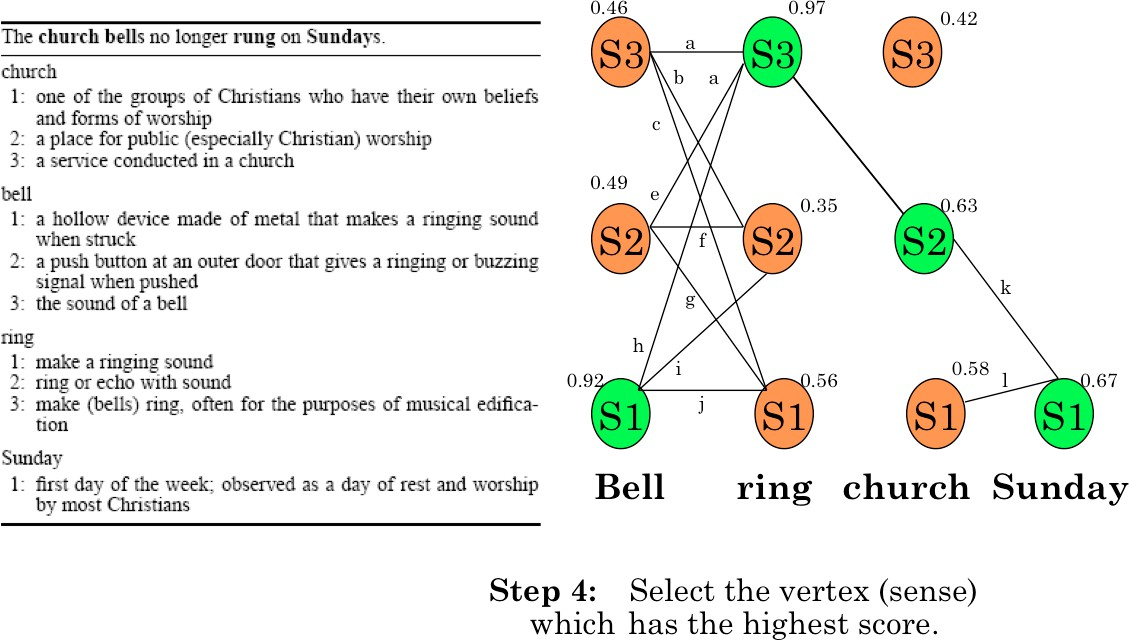 The church bells no longer rung on Sundays.
church
1: one of the groups of Christians who have their own beliefs
and forms of worship
2: a place for public (especially Christian) worship
3: a service conducted in a church
bell
1: a hollow device made of metal that makes a ringing sound
when struck
2: a push button at an outer door that gives a ringing or buzzing
signal when pushed
3: the sound of a bell
ring
1: make a ringing sound
2: ring or echo with sound
3: make (bells) ring, often for the purposes of musical edifica-
tion
Sunday
1: first day of the week; observed as a day of rest and worship
by most Christians
0.46 0.97 0.42
S3 a S3 S3
b a
c
0.49 e 0.35 0.63
S2 f S2 S2
g k
h
i
0.92 0.56 0.58 l 0.67
S1 j S1 S1 S1
Bell ring church Sunday
Step 4: Select the vertex (sense)
which has the highest score.